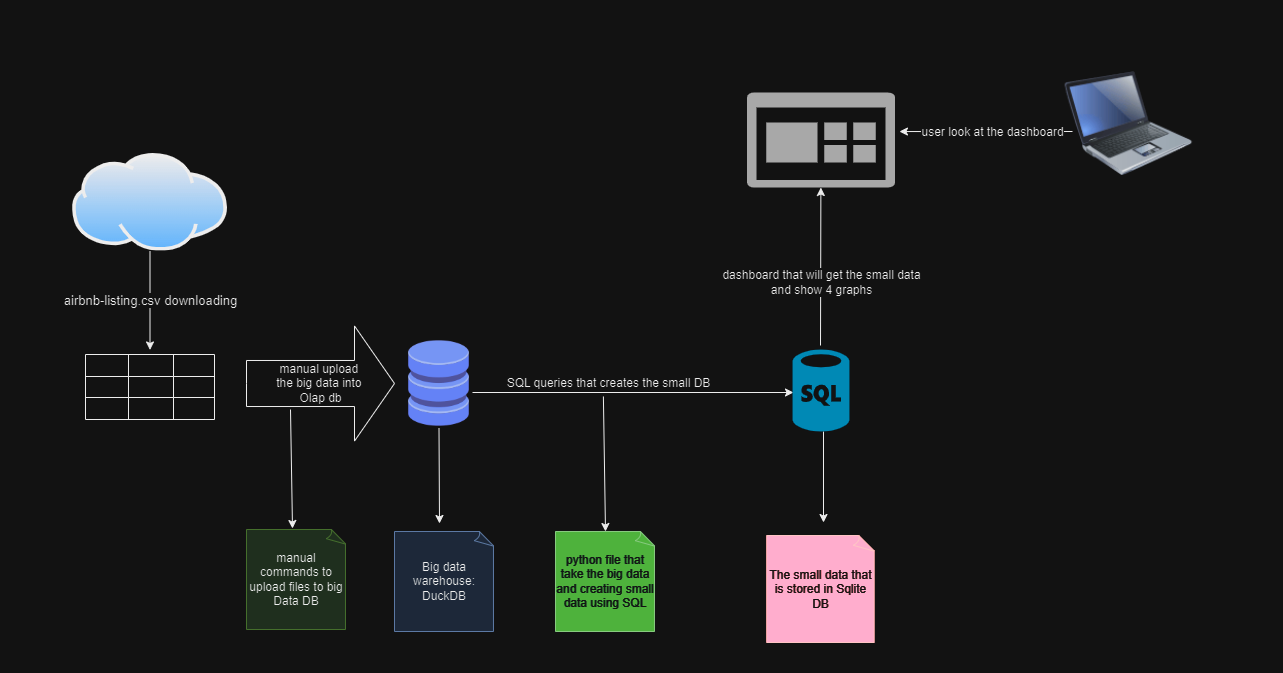 user look at the dashboard
dashboard that will get the small data
and show 4 graphs
airbnb-listing.csv downloading
manual upload
the big data into
Olap db
SQL queries that creates the small DB
SQL
manual
commands to
upload files to big
Data DB
Big data
warehouse:
DuckDB
python file that
take the big data
and creating small
data using SQL
The small data that
is stored in Sqlite
DB